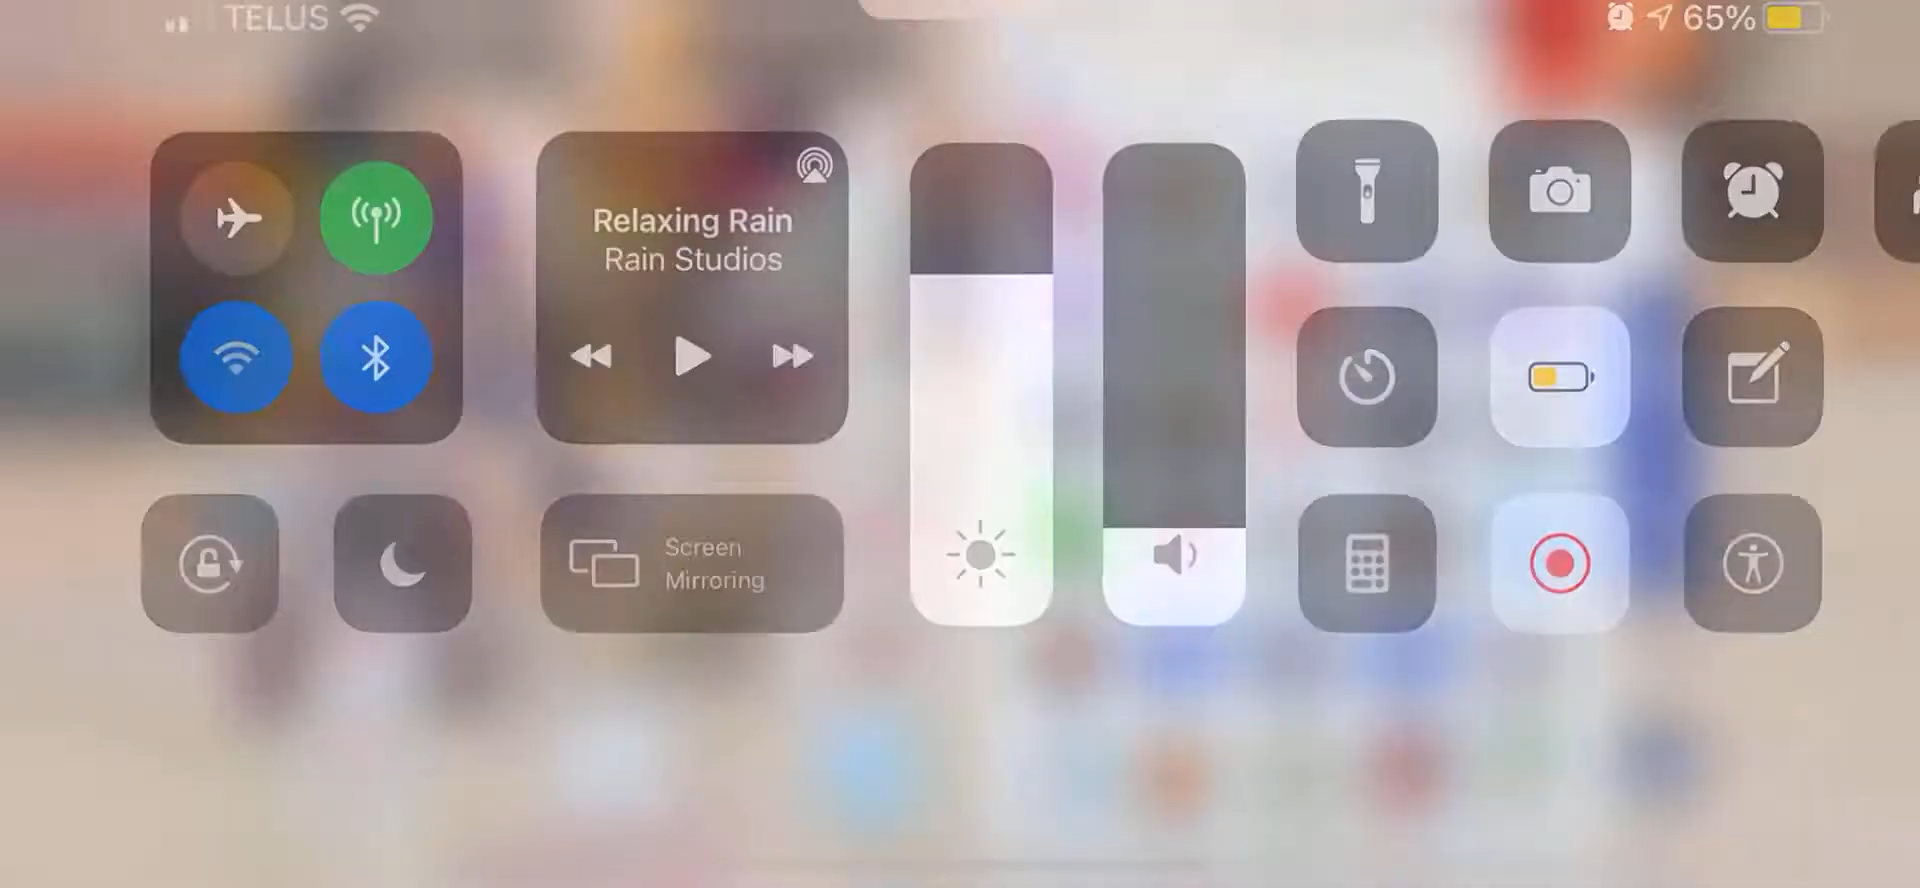 TELUS
65%
Relaxing Rain
Rain Studios
Screen
Mirroring